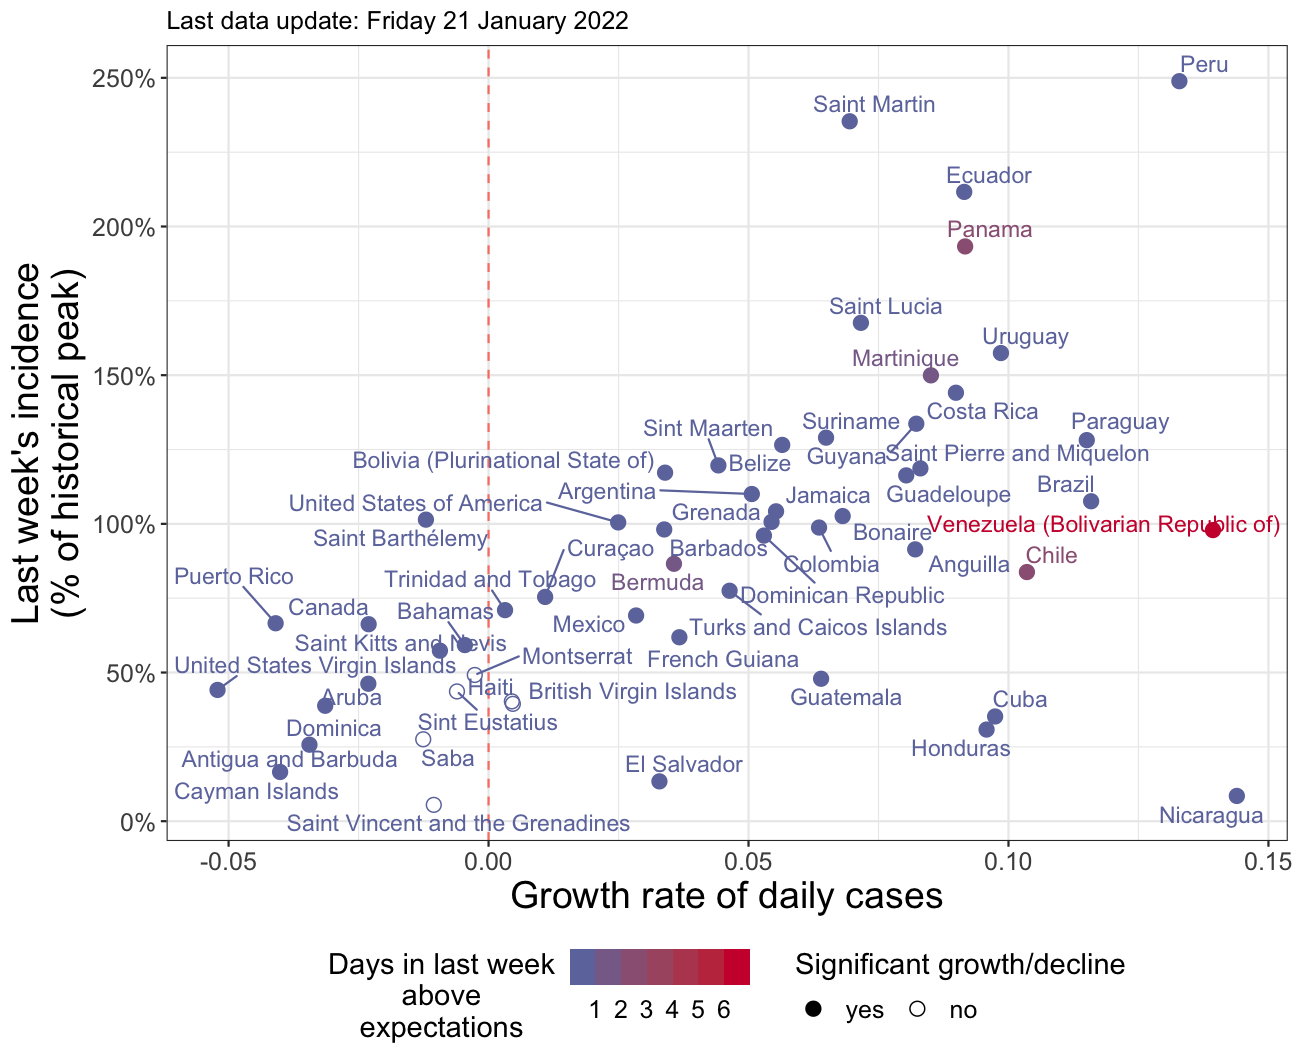 Last data update: Friday 21 January 2022
Last week's incidence
(% of historical peak)
250%
200%
150%
100%
50%
0%
Peru
Saint Martin
Ecuador
Panama
Saint Lucia
Uruguay
Martinique
Costa Rica
Paraguay
Suriname
Sint Maarten
Guyana
Saint Pierre and Miquelon
Belize
Bolivia (Plurinational State of)
Argentina
Jamaica
Guadeloupe
Brazil
United States of America
Grenada
Venezuela (Bolivarian Republic of)
Bonaire
Saint Barthélemy
Curaçao
Barbados
Chile
Colombia
Anguilla
Puerto Rico
Trinidad and Tobago
Bermuda
Dominican Republic
Canada
Bahamas
Mexico
Turks and Caicos Islands
Saint Kitts and Nevis
Montserrat
French Guiana
United States Virgin Islands
Haiti
British Virgin Islands
Aruba
Guatemala
Cuba
Sint Eustatius
Dominica
Honduras
Antigua and Barbuda
Saba
El Salvador
Cayman Islands
Nicaragua
Saint Vincent and the Grenadines
-0.05 0.00 0.05 0.10 0.15
Growth rate of daily cases
Days in last week
above
expectations
1 2 3 4 5 6
Significant growth/decline
yes no